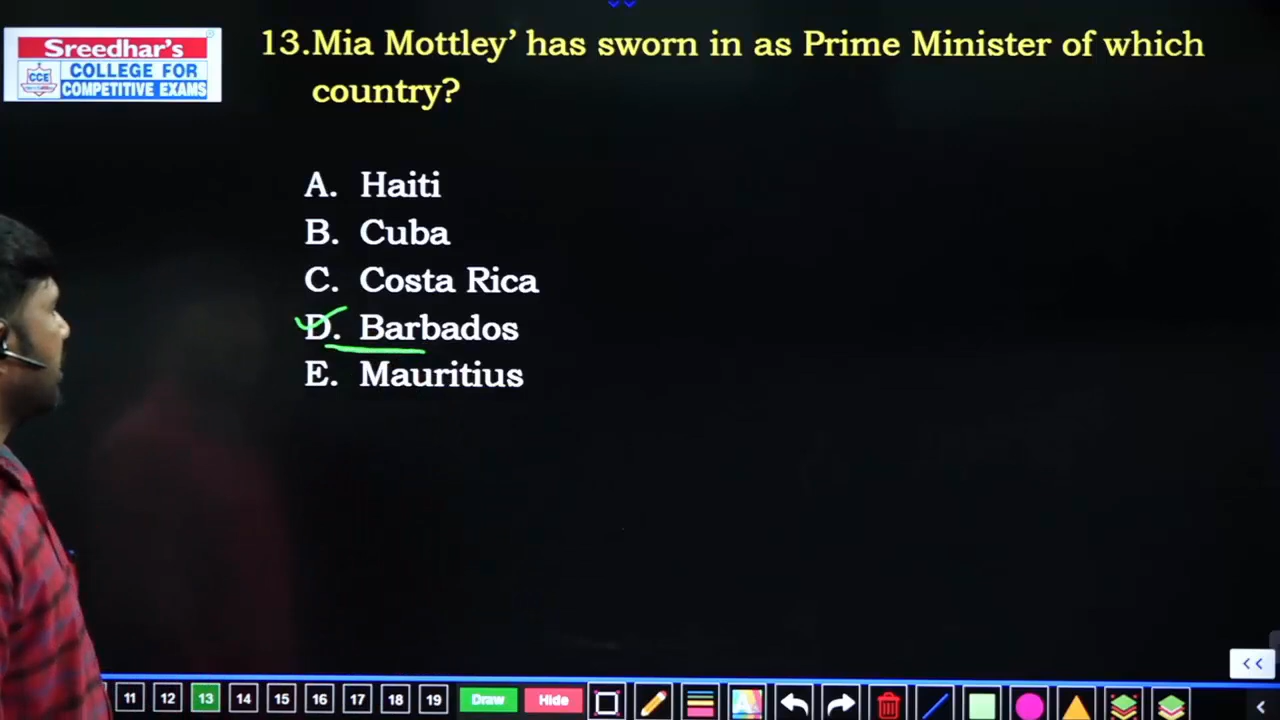 Sreedhar's
CCE
COLLEGE FOR
COMPETITIVE EXAMS
13.Mia Mottley’ has sworn in as Prime Minister of which
country?
A. Haiti
B. Cuba
C. Costa Rica
D. Barbados
E. Mauritius
11 12 13 14 15 16 17 18 19 Draw Hide A